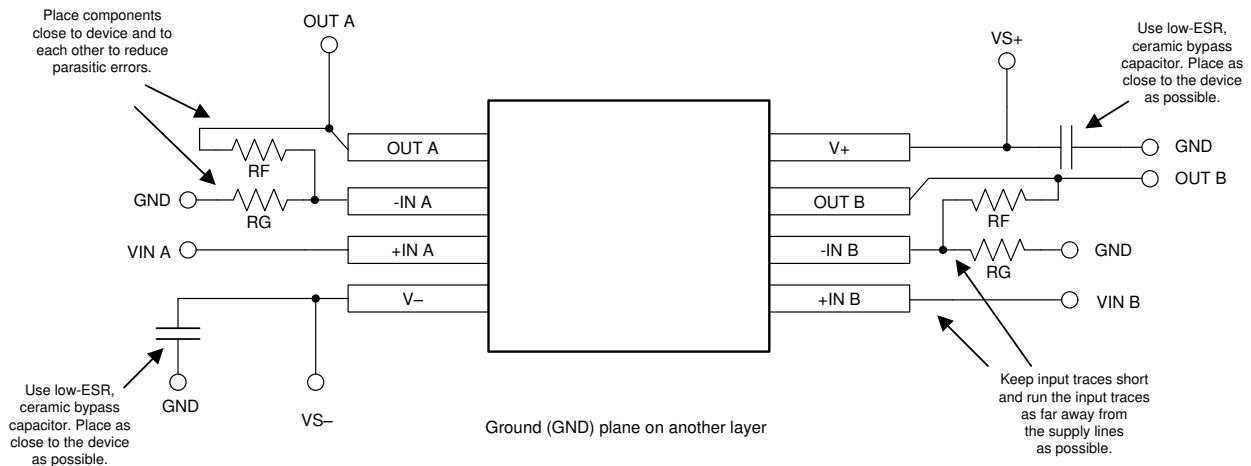 Place components
close to device and to
each other to reduce
parasitic errors.
OUT A
VS+
Use low-ESR,
ceramic bypass
capacitor. Place as
close to the device
as possible.
OUT A
V+
GND
RF
OUT B
GND
-IN A
OUT B
RF
RG
VIN A
+IN A
-IN B
GND
RG
V–
+IN B
VIN B
Use low-ESR,
ceramic bypass
capacitor. Place as
close to the device
as possible.
GND
VS–
Ground (GND) plane on another layer
Keep input traces short
and run the input traces
as far away from
the supply lines
as possible.